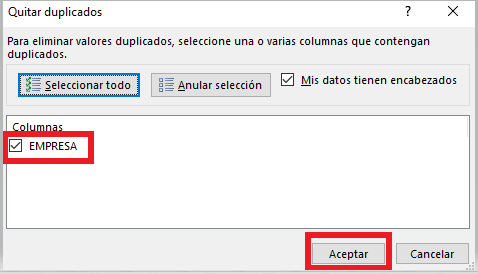 Quitar duplicados
Para eliminar valores duplicados, seleccione una o varias columnas que contengan
duplicados.
Seleccionar todo
Anular selección
Mis datos tienen encabezados
Columnas
EMPRESA
Aceptar
Cancelar